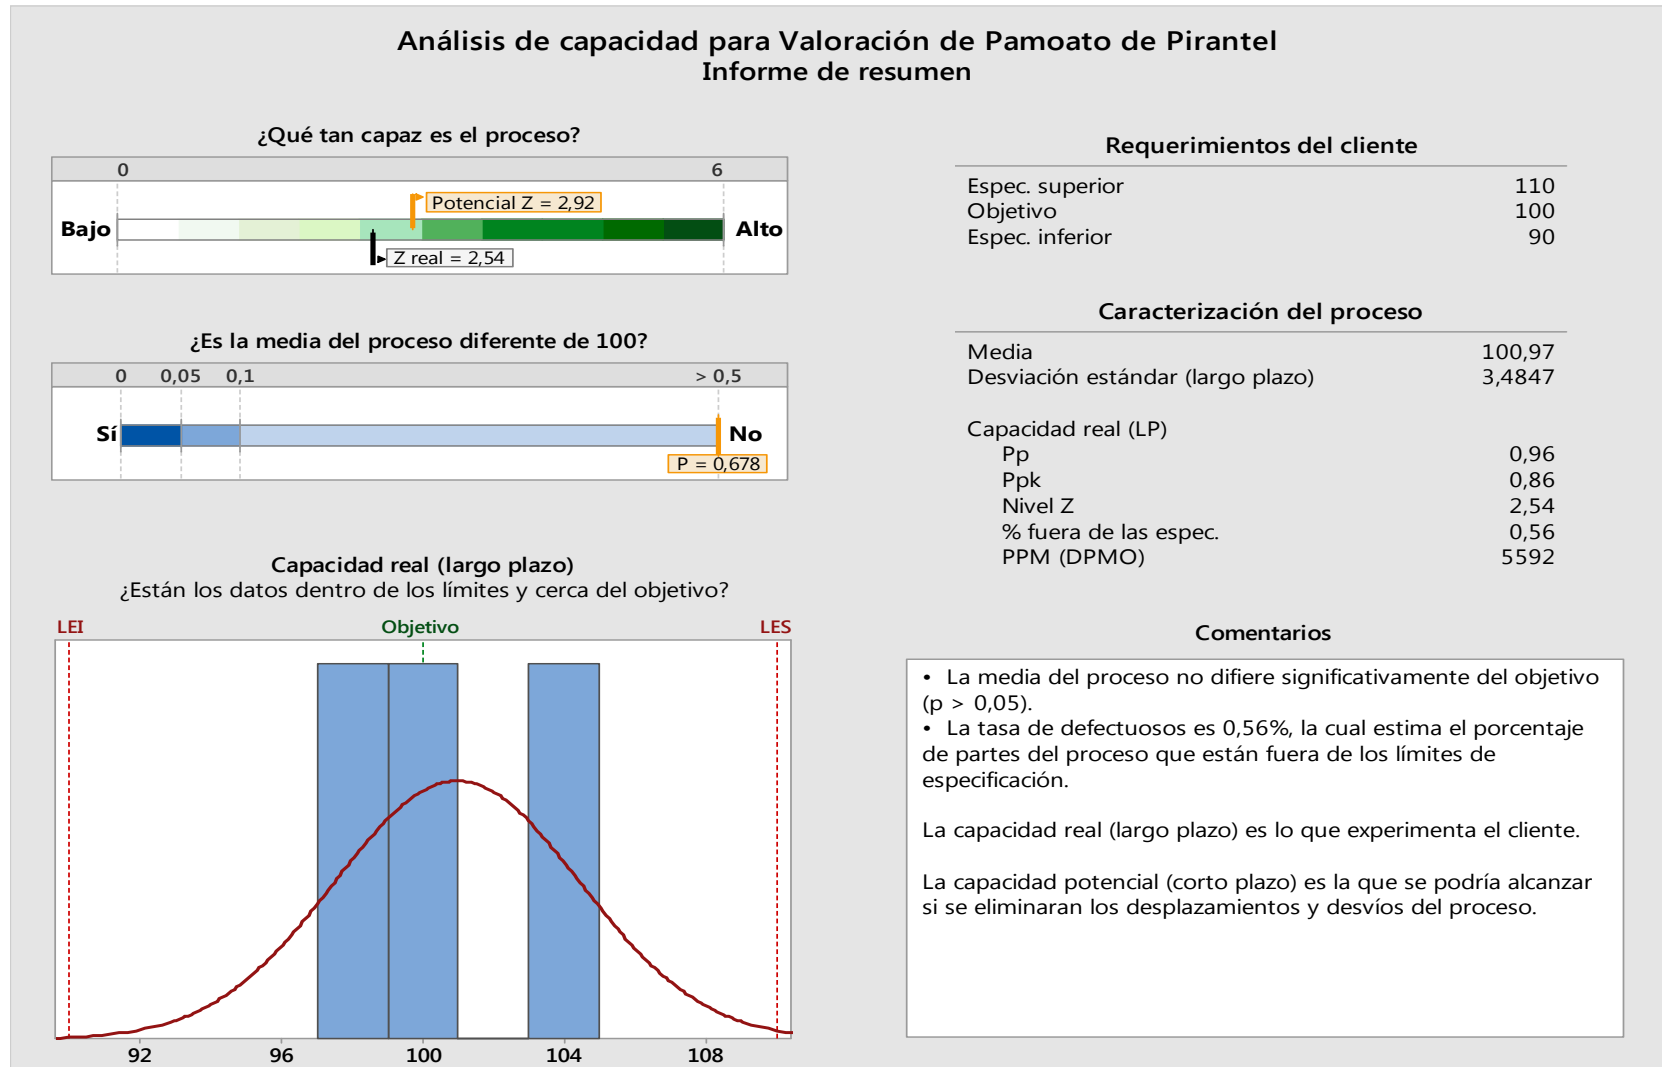 Análisis de capacidad para Valoración de Pamoato de Pirantel
Informe de resumen
¿Qué tan capaz es el proceso?
0 6
Potencial Z = 2,92
Bajo Alto
Z real = 2,54
¿Es la media del proceso diferente de 100?
0 0,05 0,1 > 0,5
Sí No
P = 0,678
Capacidad real (largo plazo)
¿Están los datos dentro de los límites y cerca del objetivo?
LEI Objetivo LES
92 96 100 104 108
Requerimientos del cliente
Espec. superior 110
Objetivo 100
Espec. inferior 90
Caracterización del proceso
Media 100,97
Desviación estándar (largo plazo) 3,4847
Capacidad real (LP)
Pp 0,96
Ppk 0,86
Nivel Z 2,54
% fuera de las espec. 0,56
PPM (DPMO) 5592
Comentarios
• La media del proceso no difiere significativamente del objetivo
(p > 0,05).
• La tasa de defectuosos es 0,56%, la cual estima el porcentaje
de partes del proceso que están fuera de los límites de
especificación.
La capacidad real (largo plazo) es lo que experimenta el cliente.
La capacidad potencial (corto plazo) es la que se podría alcanzar
si se eliminaran los desplazamientos y desvíos del proceso.